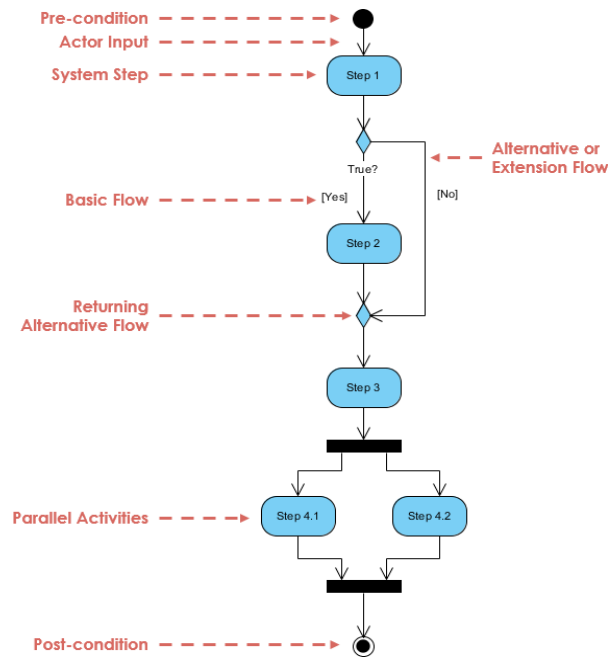 Pre-condition
Actor Input
System Step
Step 1
Alternative or
Extension Flow
True?
Basic Flow
[Yes]
[No]
Step 2
Returning
Alternative Flow
Step 3
Parallel Activities
Step 4.1
Step 4.2
Post-condition